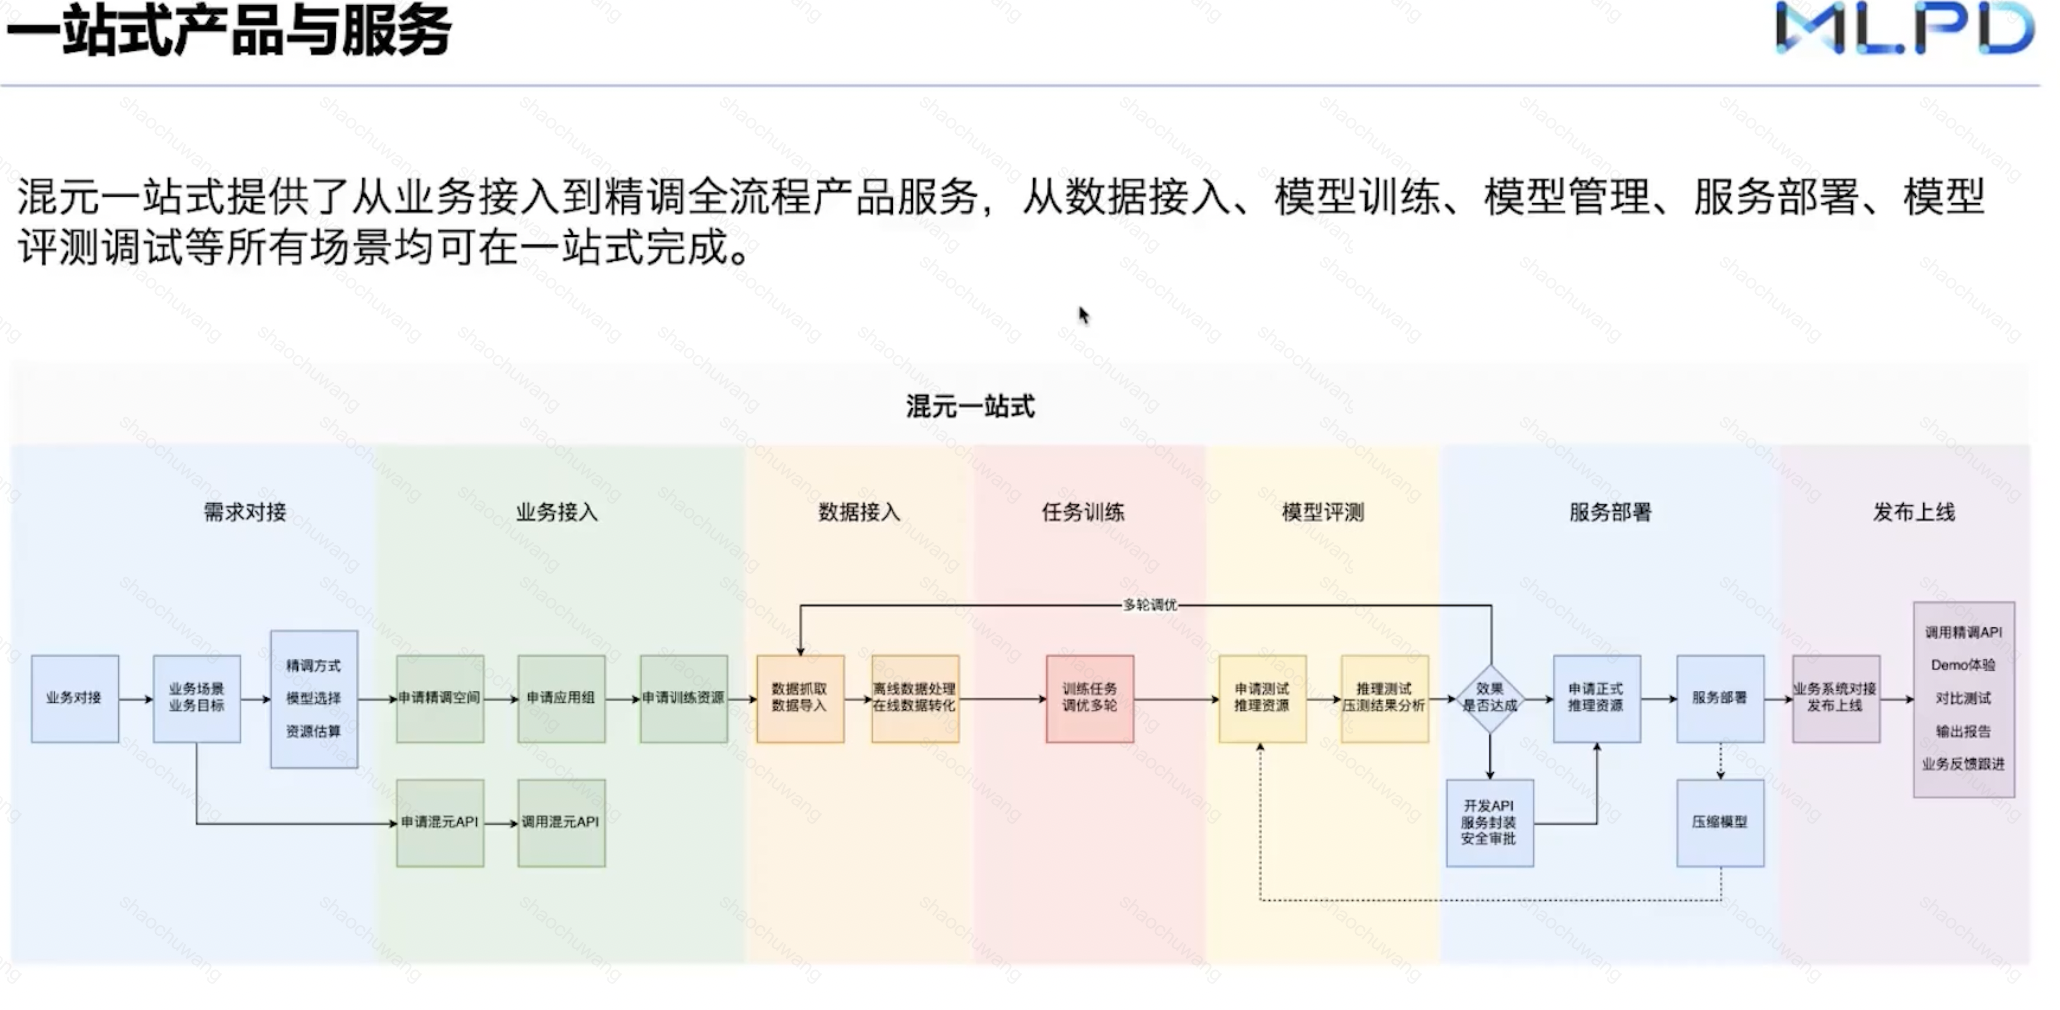 一站式产品与服务
MLPD
混元一站式提供了从业务接入到精调全流程产品服务，从数据接入、模型训练、模型管理、服务部署、模型
评测调试等所有场景均可在一站式完成。
混元一站式
需求对接
业务接入
数据接入
任务训练
模型评测
服务部署
发布上线
多轮调优
业务对接
业务场景
业务目标
精调方式
模型选择
资源估算
申请精调空间
申请应用组
申请训练资源
数据抓取
数据导入
离线数据处理
在线数据转化
训练任务
调优多轮
申请测试
推理资源
推理测试
压测结果分析
效果
是否达成
申请正式
推理资源
服务部署
业务系统对接
发布上线
调用精调API
Demo体验
对比测试
输出报告
业务反馈跟进
申请混元API
调用混元API
开发API
服务封装
安全审批
压缩模型
shaochuwang